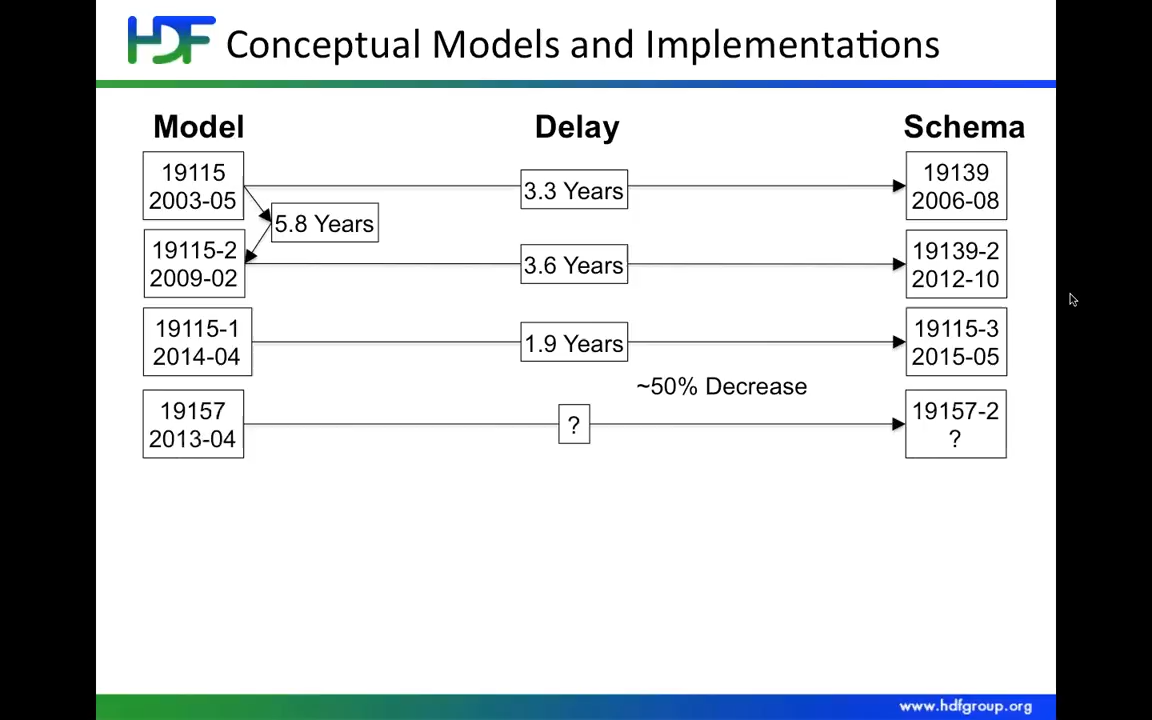 HDF Conceptual Models and Implementations
Model Delay Schema
19115
2003-05
3.3 Years
19139
2006-08
5.8 Years
19115-2
2009-02
3.6 Years
19139-2
2012-10
19115-1
2014-04
1.9 Years
19115-3
2015-05
~50% Decrease
19157
2013-04
?
19157-2
?
www.hdfgroup.org